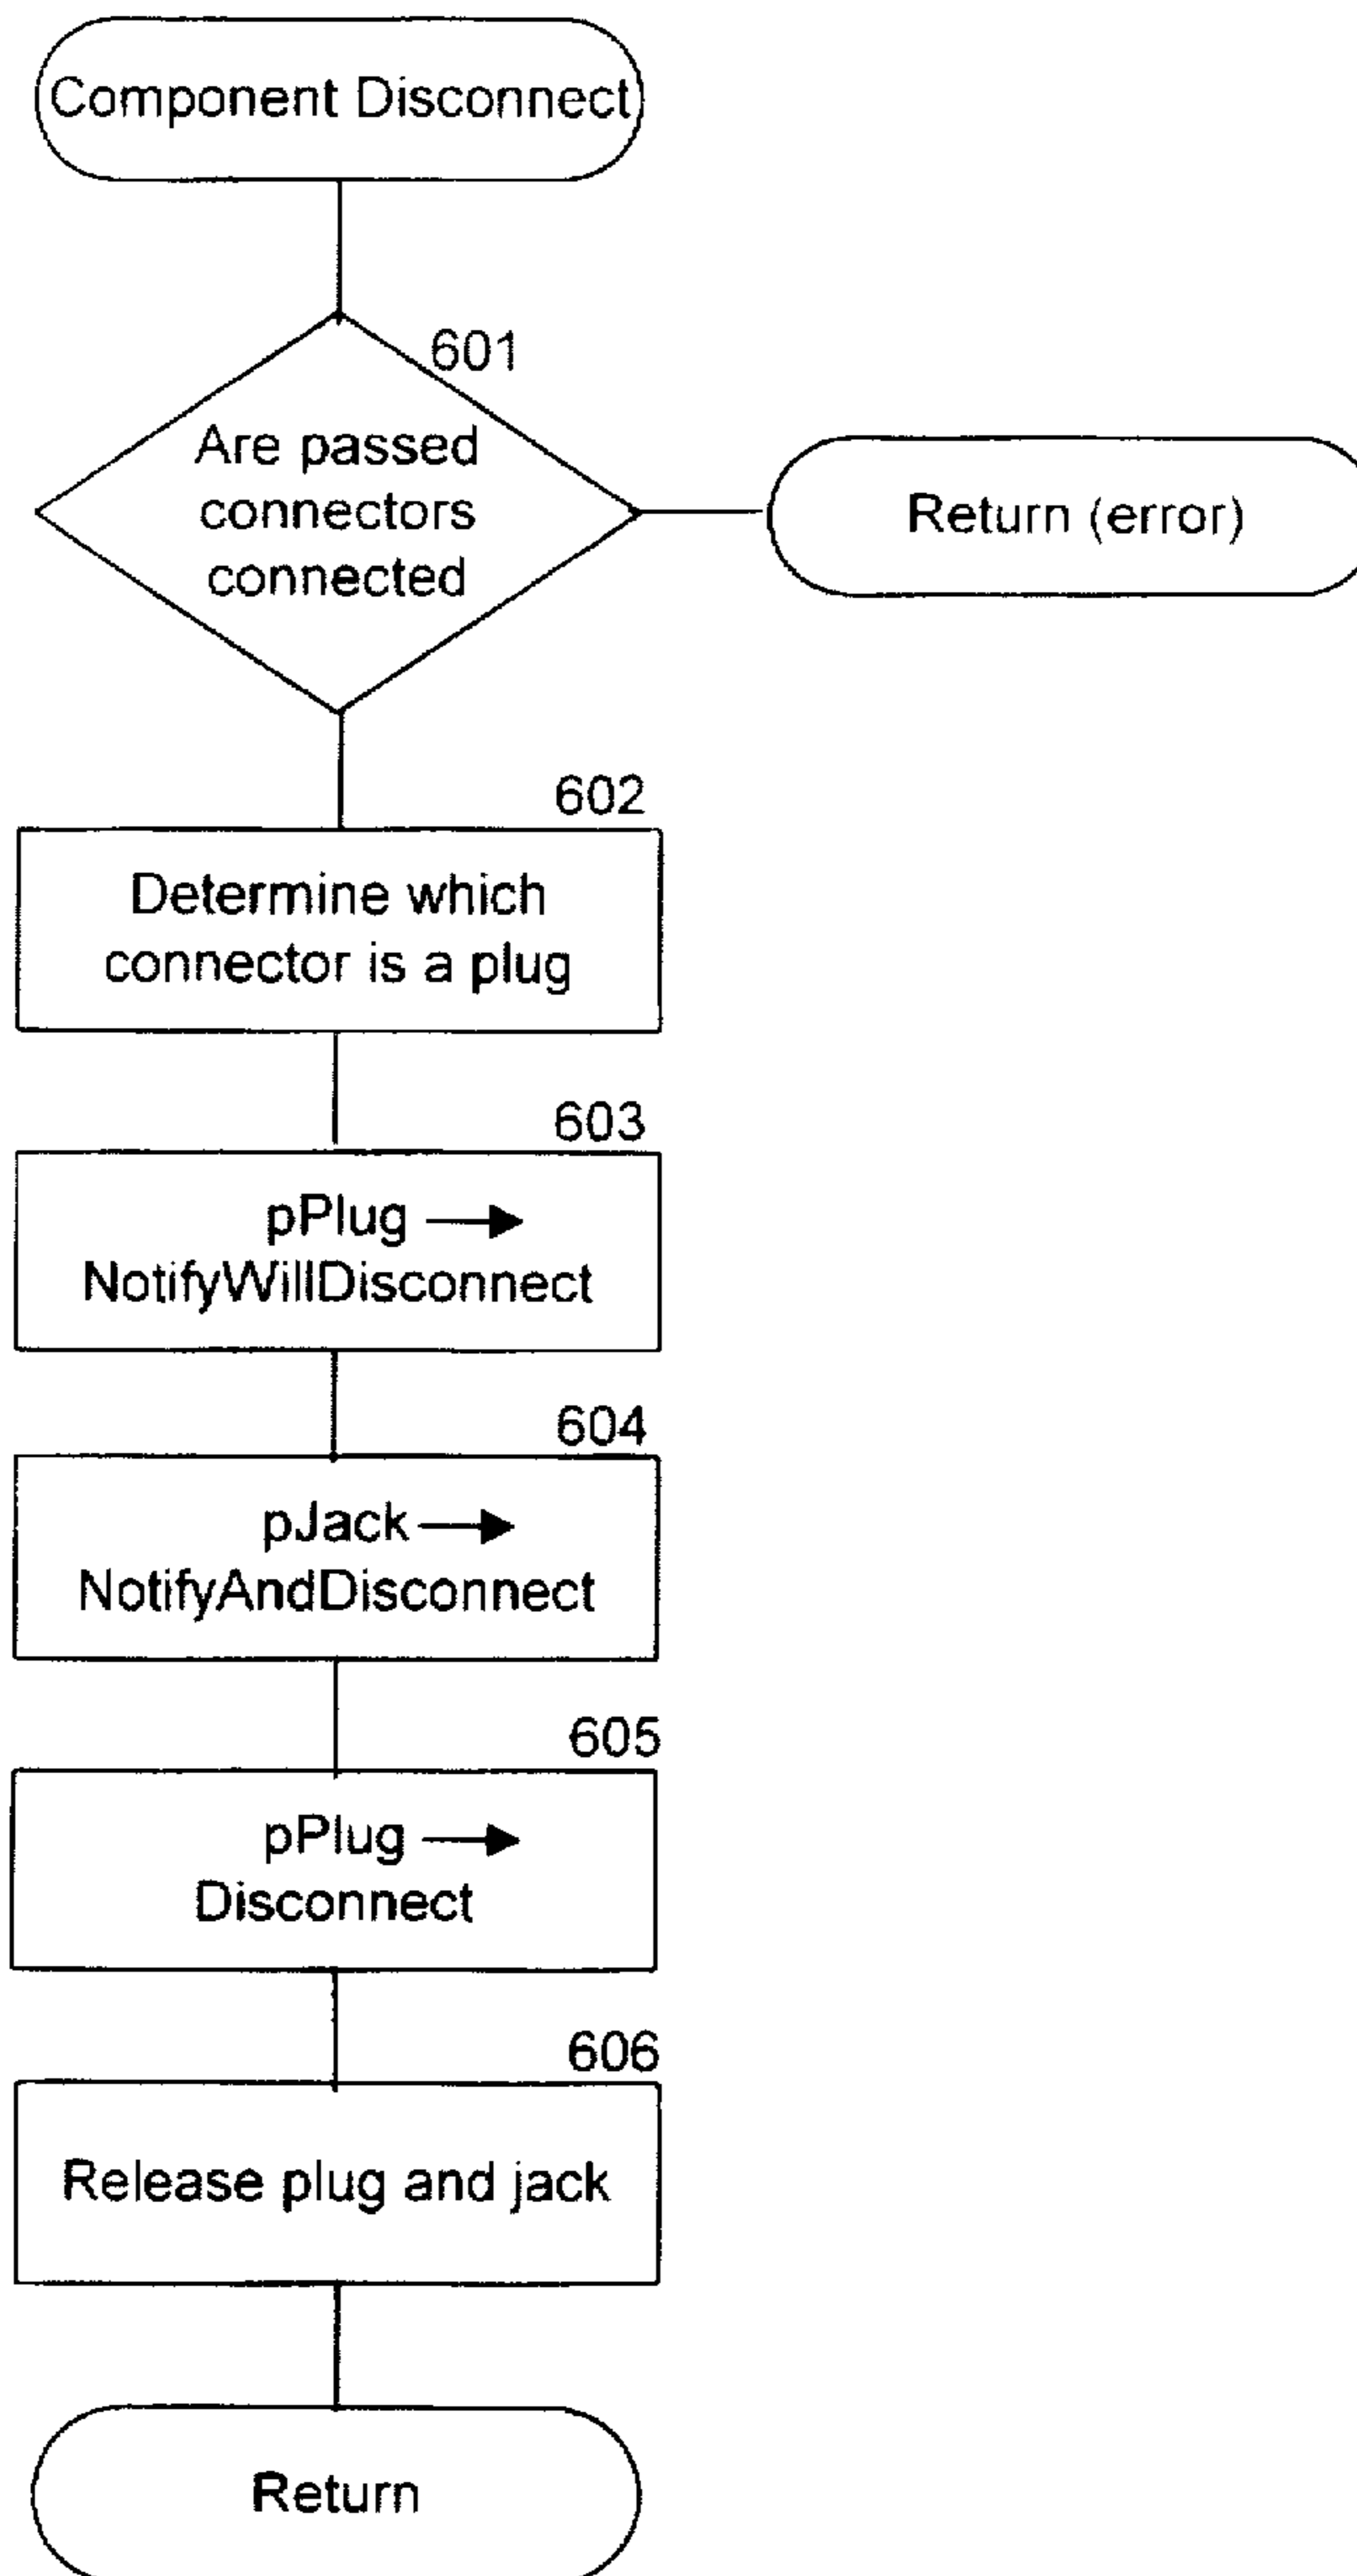 Component Disconnect
601
Are passed
connectors
connected
Return (error)
602
Determine which
connector is a plug
603
pPlug →
NotifyWillDisconnect
604
pJack →
NotifyAndDisconnect
605
pPlug →
Disconnect
606
Release plug and jack
Return